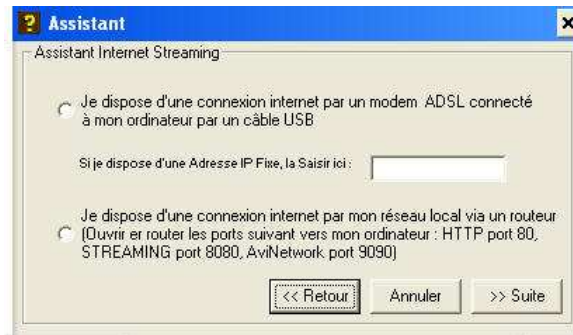 Assistant
Assistant Internet Streaming
Je dispose d'une connexion internet par un modem ADSL connecté
à mon ordinateur par un câble USB
Si je dispose d'une Adresse IP Fixe, la Saisir ici :
Je dispose d'une connexion internet par mon réseau local via un routeur
(Ouvrir er router les ports suivant vers mon ordinateur : HTTP port 80,
STREAMING port 8080, AviNetwork port 9090)
<< Retour Annuler >> Suite